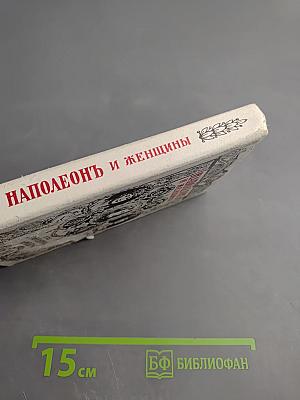 НАПОЛЕОНЪ И ЖЕНЩИНЫ
15 см
БФ БИБЛИОФАН